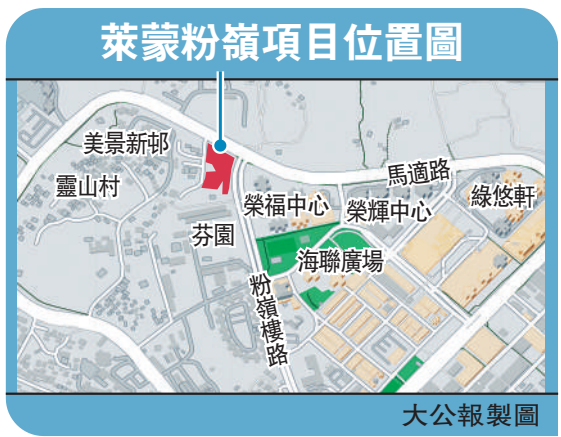 萊蒙粉嶺項目位置圖
美景新邨
靈山村
馬適路
綠悠軒
榮福中心
榮輝中心
芬園
海聯廣場
粉嶺樓路
大公報製圖